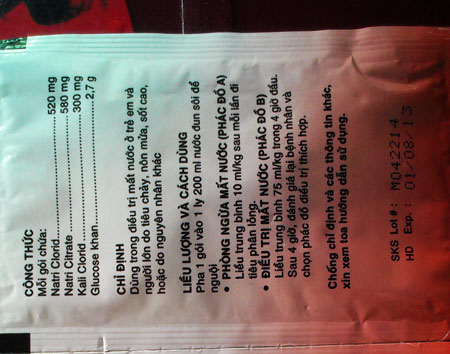 CÔNG THỨC
Mỗi gói chứa:
Natri Clorid.....................520 mg
Natri Citrate....................580 mg
Kali Clorid.......................300 mg
Glucose khan....................2,7 g
CHỈ ĐỊNH
Dùng trong điều trị mất nước ở trẻ em và
người lớn do tiêu chảy, nôn mửa, sốt cao,
hoặc do nguyên nhân khác
LIỀU LƯỢNG VÀ CÁCH DÙNG
Pha 1 gói vào 1 ly 200 ml nước đun sôi để
nguội
• PHÒNG NGỪA MẤT NƯỚC (PHÁC ĐỒ A)
Liều trung bình 10 ml/kg sau mỗi lần đi
tiêu phân lỏng.
• ĐIỀU TRỊ MẤT NƯỚC (PHÁC ĐỒ B)
Liều trung bình 75 ml/kg trong 4 giờ đầu.
Sau 4 giờ, đánh giá lại bệnh nhân và
chọn phác đồ điều trị thích hợp.
Chống chỉ định và các thông tin khác,
xin xem toa hướng dẫn sử dụng.
SKS Lot #: M042214
HD Exp: 01/08/13